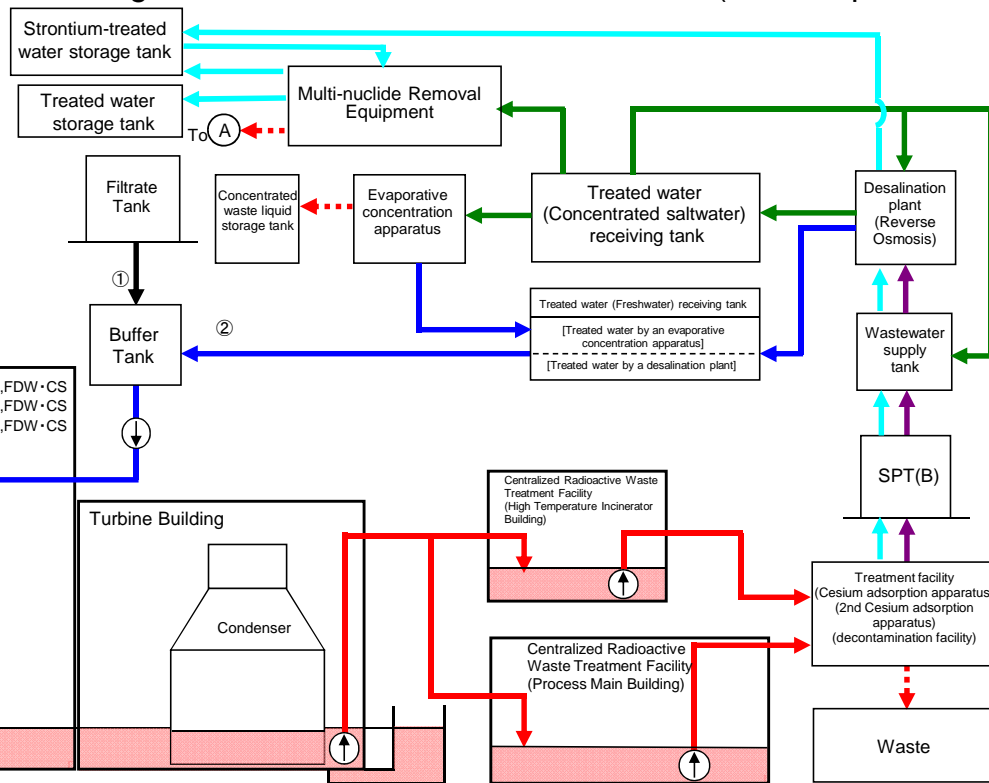 Strontium-treated
water storage tank
Treated water
storage tank
To A
Multi-nuclide Removal
Equipment
Filtrate
Tank
Concentrated
waste liquid
storage tank
Evaporative
concentration
apparatus
Treated water
(Concentrated saltwater)
receiving tank
Desalination
plant
(Reverse
Osmosis)
①
②
Buffer
Tank
Treated water (Freshwater) receiving tank
[Treated water by an evaporative
concentration apparatus]
[Treated water by a desalination plant]
Wastewater
supply
tank
,FDW・CS
,FDW・CS
,FDW・CS
SPT(B)
Turbine Building
Condenser
Centralized Radioactive Waste
Treatment Facility
(High Temperature Incinerator
Building)
Centralized Radioactive
Waste Treatment Facility
(Process Main Building)
Treatment facility
(Cesium adsorption apparatus
(2nd Cesium adsorption
apparatus)
(decontamination facility)
Waste